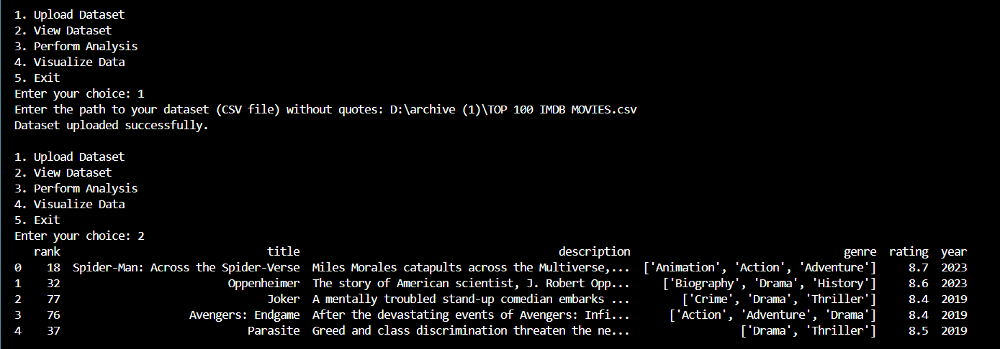 1. Upload Dataset
2. View Dataset
3. Perform Analysis
4. Visualize Data
5. Exit
Enter your choice: 1
Enter the path to your dataset (CSV file) without quotes: D:\archive (1)\TOP 100 IMDB MOVIES.csv
Dataset uploaded successfully.

1. Upload Dataset
2. View Dataset
3. Perform Analysis
4. Visualize Data
5. Exit
Enter your choice: 2
   rank                                title                                        description                                genre  rating  year
0    18  Spider-Man: Across the Spider-Verse  Miles Morales catapults across the Multiverse,...  ['Animation', 'Action', 'Adventure']     8.7  2023
1    32                          Oppenheimer  The story of American scientist, J. Robert Opp...     ['Biography', 'Drama', 'History']     8.6  2023
2    77                                Joker  A mentally troubled stand-up comedian embarks ...        ['Crime', 'Drama', 'Thriller']     8.4  2019
3    76                    Avengers: Endgame  After the devastating events of Avengers: Infi...      ['Action', 'Adventure', 'Drama']     8.4  2019
4    37                             Parasite  Greed and class discrimination threaten the ne...                 ['Drama', 'Thriller']     8.5  2019